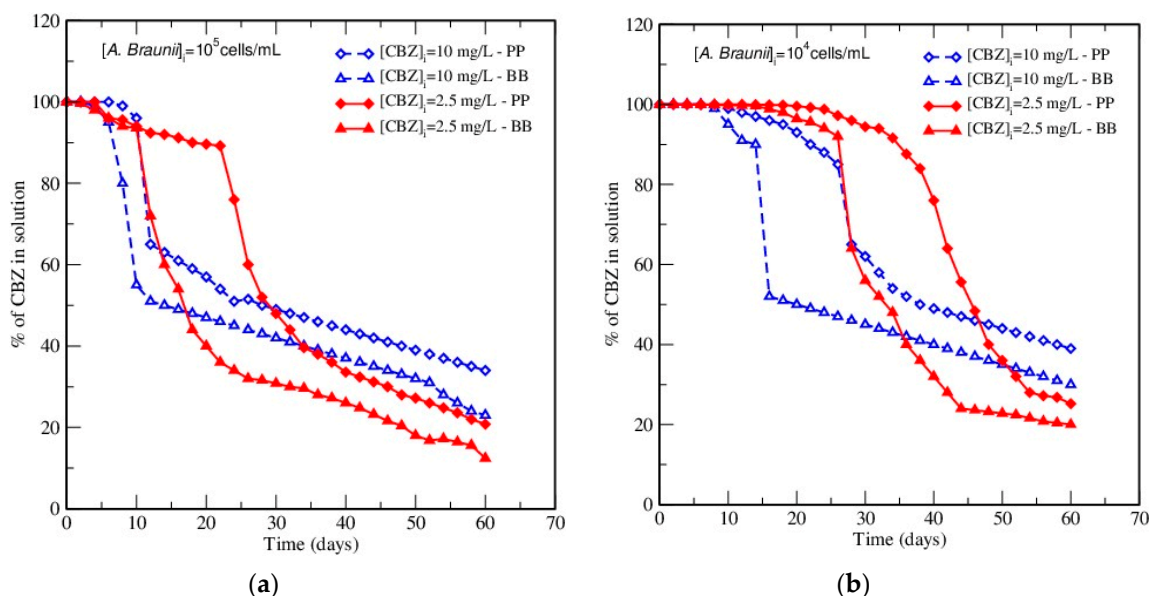 [A. Braunii]ᵢ=10⁵cells/mL
[CBZ]ᵢ=10 mg/L - PP
[CBZ]ᵢ=10 mg/L - BB
[CBZ]ᵢ=2.5 mg/L - PP
[CBZ]ᵢ=2.5 mg/L - BB
120
100
80
60
40
20
0
% of CBZ in solution
0 10 20 30 40 50 60 70
Time (days)
(a)
[A. Braunii]ᵢ=10⁴cells/mL
[CBZ]ᵢ=10 mg/L - PP
[CBZ]ᵢ=10 mg/L - BB
[CBZ]ᵢ=2.5 mg/L - PP
[CBZ]ᵢ=2.5 mg/L - BB
120
100
80
60
40
20
0
% of CBZ in solution
0 10 20 30 40 50 60 70
Time (days)
(b)